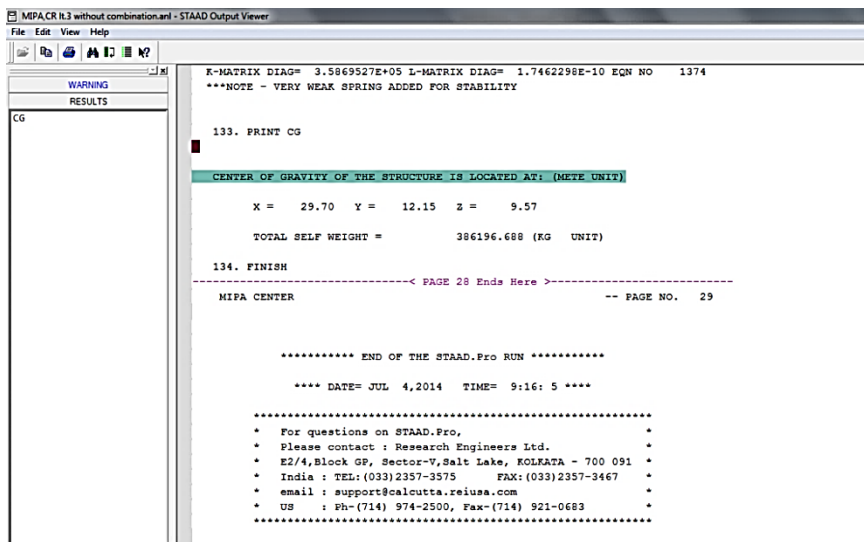 MIPA,CR lt.3 without combination.anl - STAAD Output Viewer
File Edit View Help
WARNING
RESULTS
CG
K-MATRIX DIAG= 3.5869527E+05 L-MATRIX DIAG= 1.7462298E-10 EQN NO 1374
***NOTE - VERY WEAK SPRING ADDED FOR STABILITY
133. PRINT CG
CENTER OF GRAVITY OF THE STRUCTURE IS LOCATED AT: (METE UNIT)
X = 29.70 Y = 12.15 Z = 9.57
TOTAL SELF WEIGHT = 386196.688 (KG UNIT)
134. FINISH
< PAGE 28 Ends Here >
MIPA CENTER -- PAGE NO. 29
*********** END OF THE STAAD.Pro RUN ***********
**** DATE= JUL 4,2014 TIME= 9:16: 5 ****
************************************************************
* For questions on STAAD.Pro, *
* Please contact : Research Engineers Ltd. *
* E2/4,Block GP, Sector-V,Salt Lake, KOLKATA - 700 091 *
* India : TEL:(033)2357-3575 FAX:(033)2357-3467 *
* email : support@calcutta.reiusa.com *
* US : Ph-(714) 974-2500, Fax-(714) 921-0683 *
************************************************************